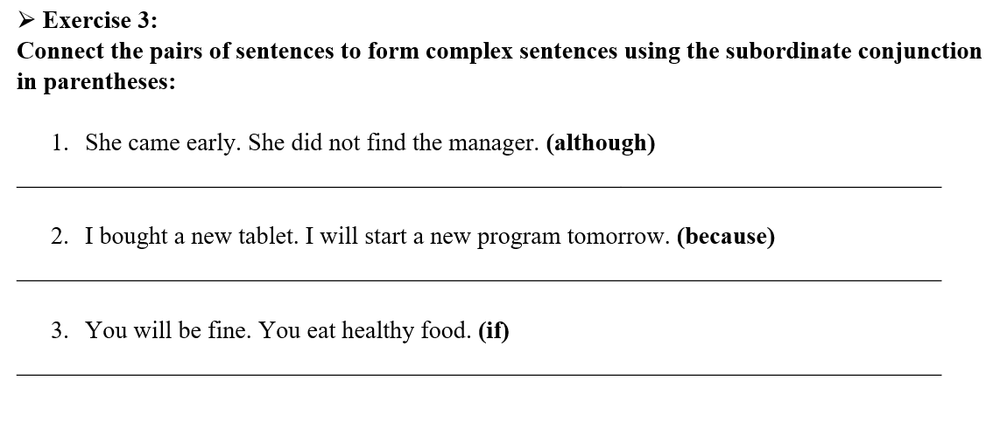 ➤ Exercise 3:
Connect the pairs of sentences to form complex sentences using the subordinate conjunction
in parentheses:
1. She came early. She did not find the manager. (although)
2. I bought a new tablet. I will start a new program tomorrow. (because)
3. You will be fine. You eat healthy food. (if)